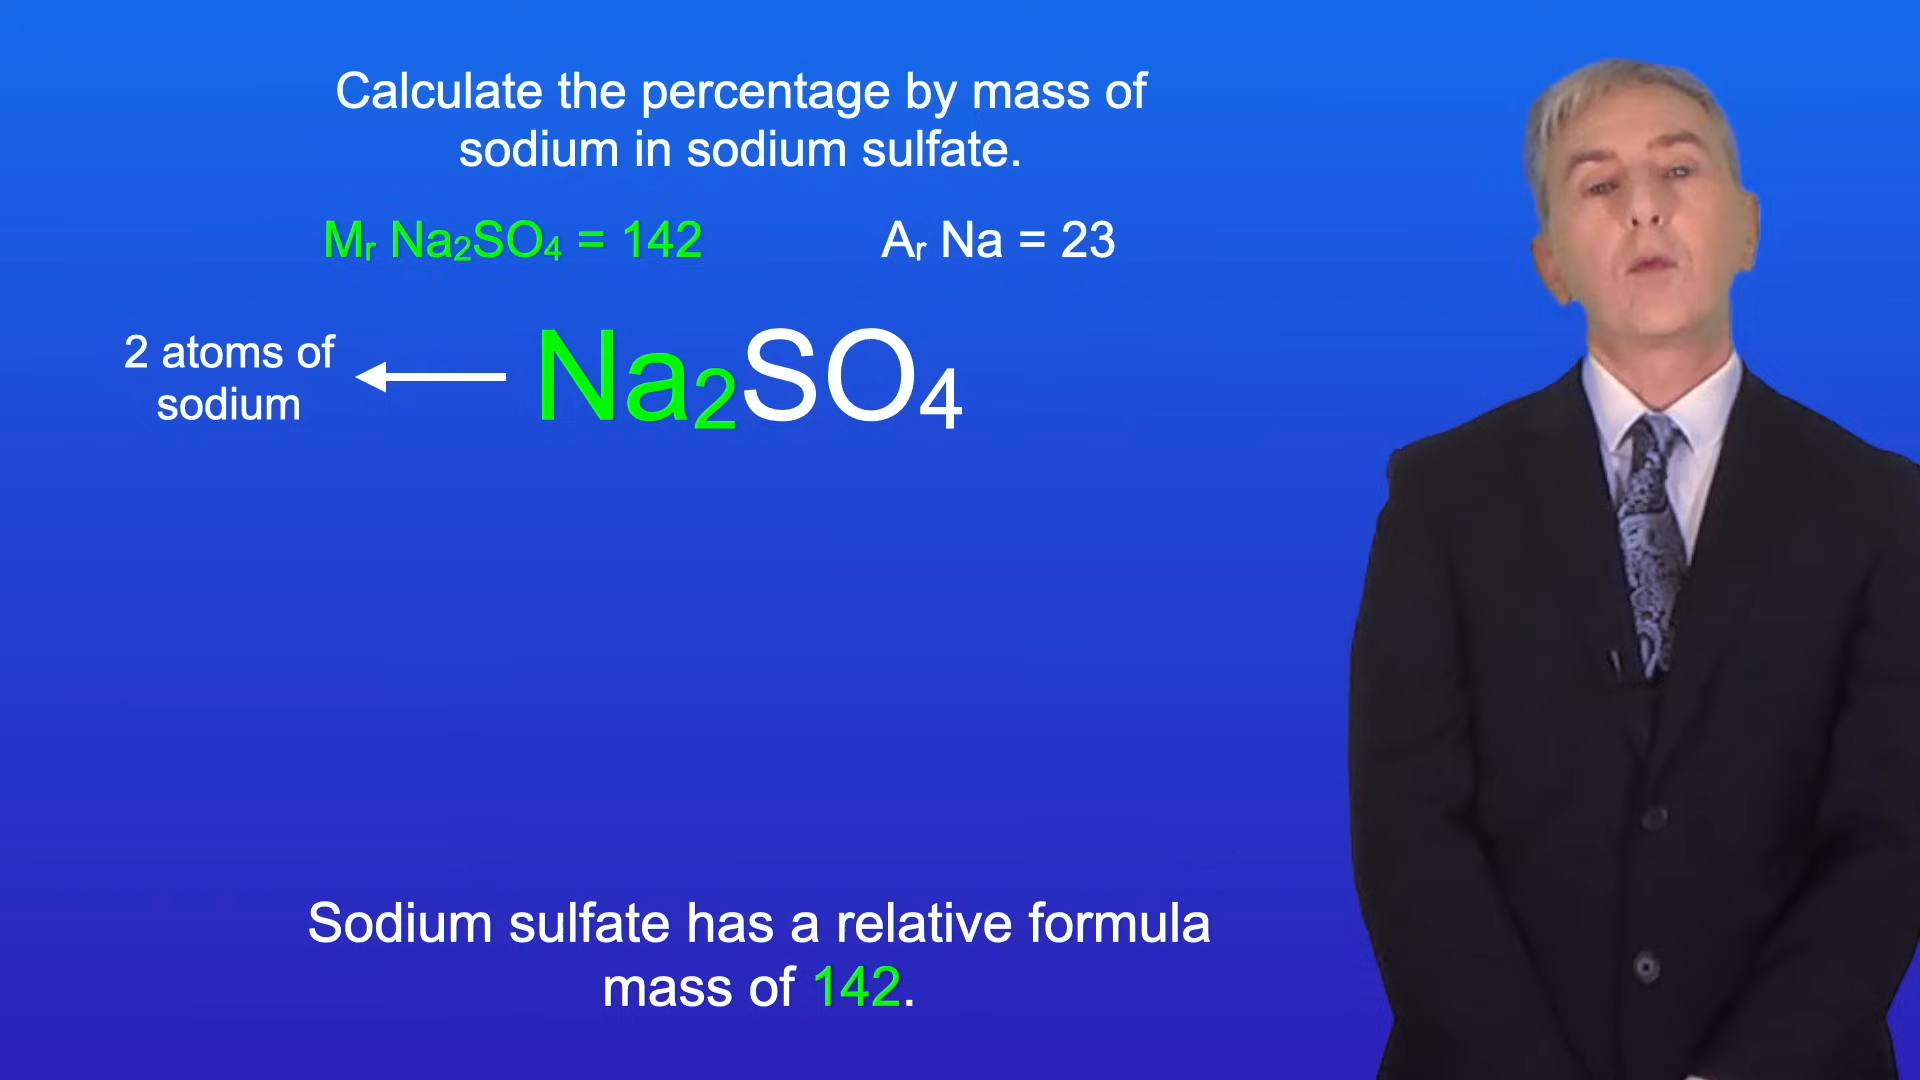 Calculate the percentage by mass of
sodium in sodium sulfate.
Mr Na2SO4 = 142
Ar Na = 23
2 atoms of
sodium
Na2SO4
Sodium sulfate has a relative formula
mass of 142.